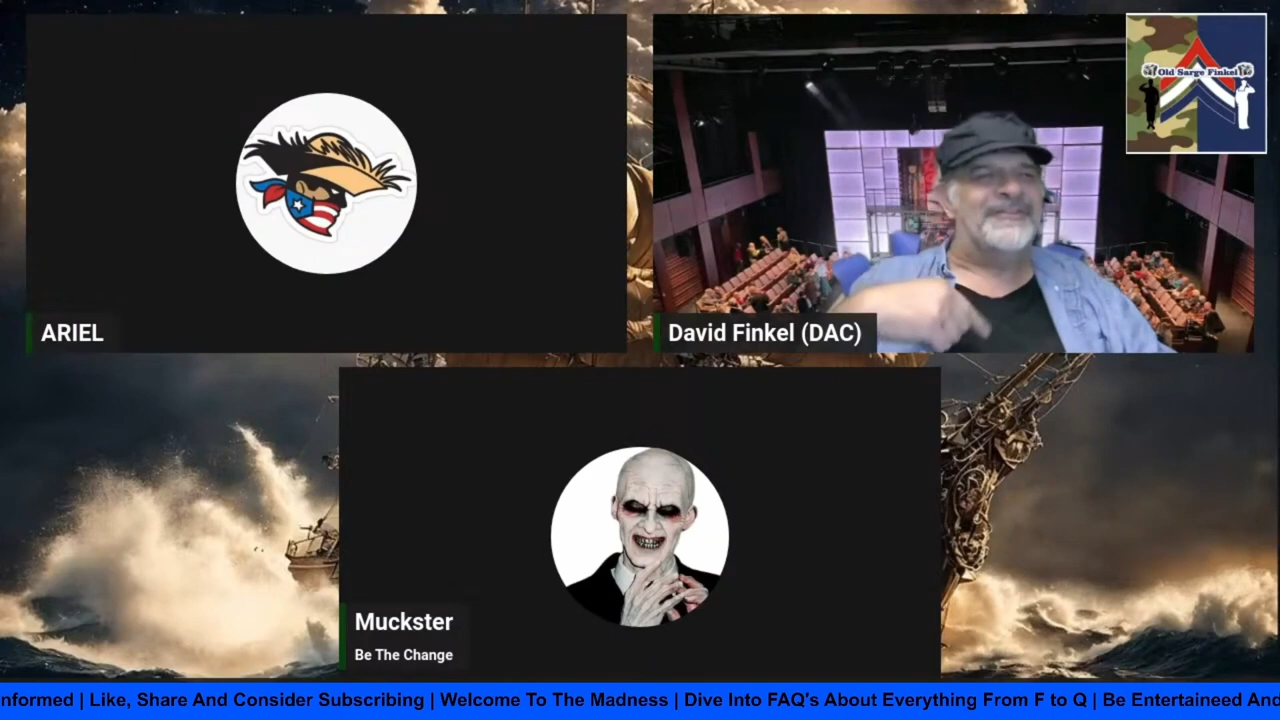 Old Sarge Finkel
ARIEL
David Finkel (DAC)
Muckster
Be The Change
nformed | Like, Share And Consider Subscribing | Welcome To The Madness | Dive Into FAQ's About Everything From F to Q | Be Entertaineed And